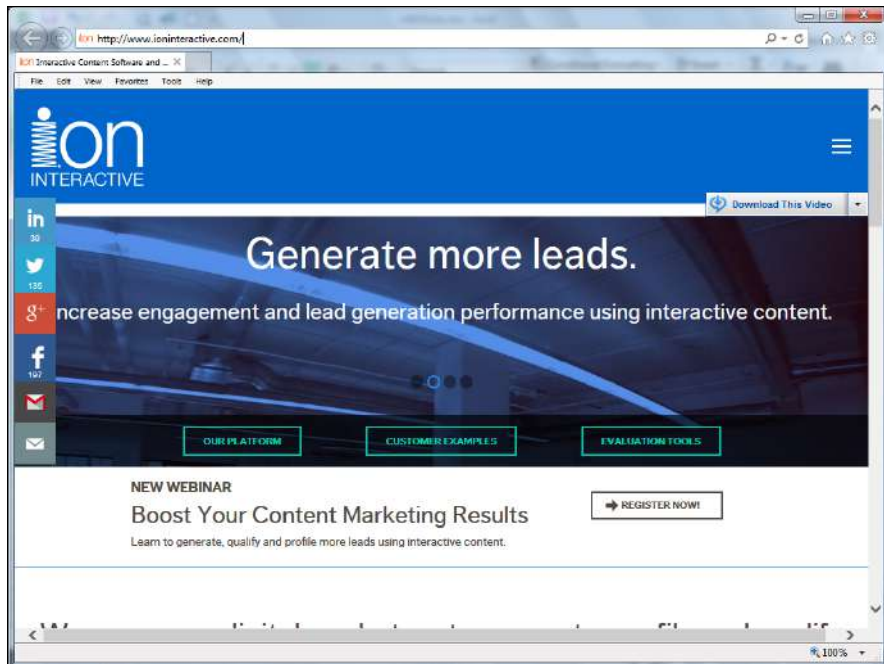 ion http://www.ioninteractive.com/
ion Interactive Content Software and ...
File Edit View Favorites Tools Help
ion
INTERACTIVE
Download This Video
in
Generate more leads.
ncrease engagement and lead generation performance using interactive content.
g+
f
197
OUR PLATFORM CUSTOMER EXAMPLES EVALUATION TOOLS
NEW WEBINAR
Boost Your Content Marketing Results
REGISTER NOW!
Learn to generate, qualify and profile more leads using interactive content.
100%